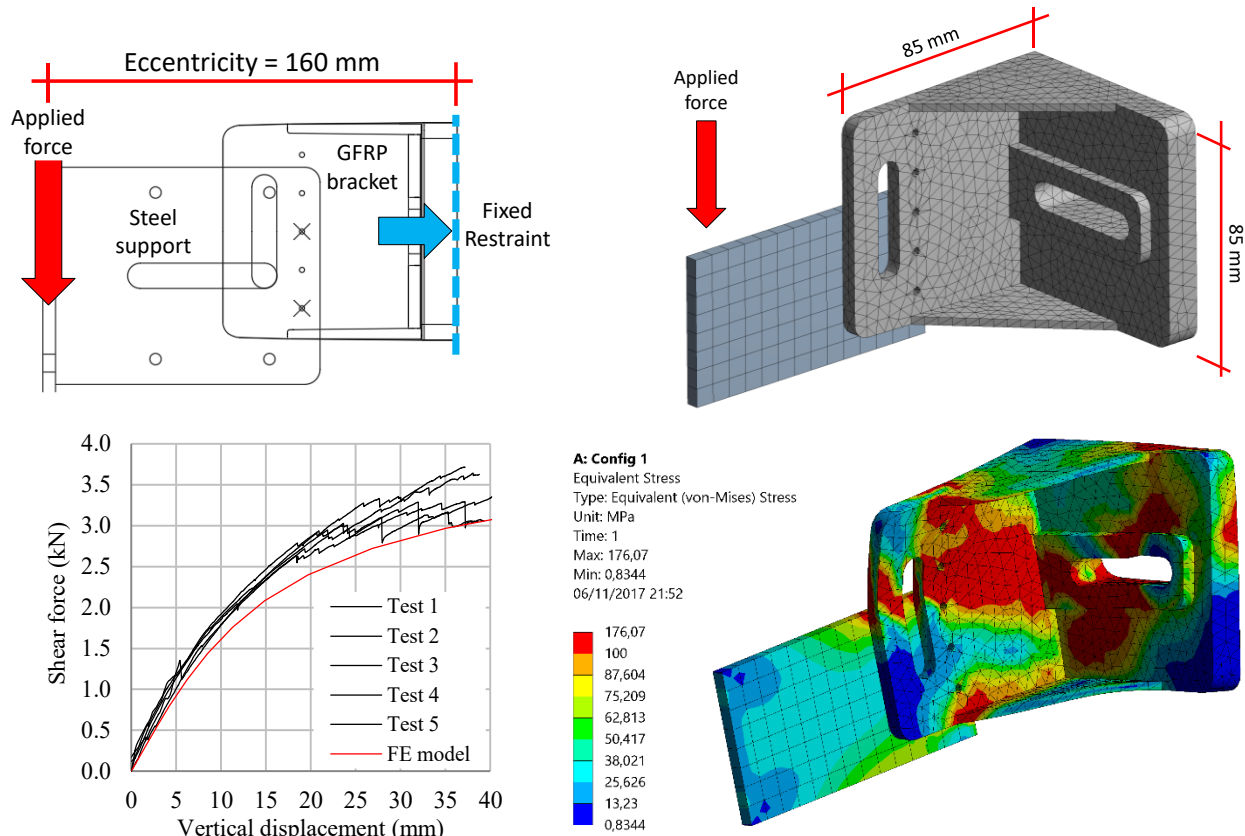 Eccentricity = 160 mm
Applied
force
GFRP
bracket
Steel
support
Fixed
Restraint
85 mm
Applied
force
85 mm
Shear force (kN)
4.0
3.5
3.0
2.5
2.0
1.5
1.0
0.5
0.0
Test 1
Test 2
Test 3
Test 4
Test 5
FE model
0 5 10 15 20 25 30 35 40
Vertical displacement (mm)
A: Config 1
Equivalent Stress
Type: Equivalent (von-Mises) Stress
Unit: MPa
Time: 1
Max: 176,07
Min: 0,8344
06/11/2017 21:52
176,07
100
87,604
75,209
62,813
50,417
38,021
25,626
13,23
0,8344